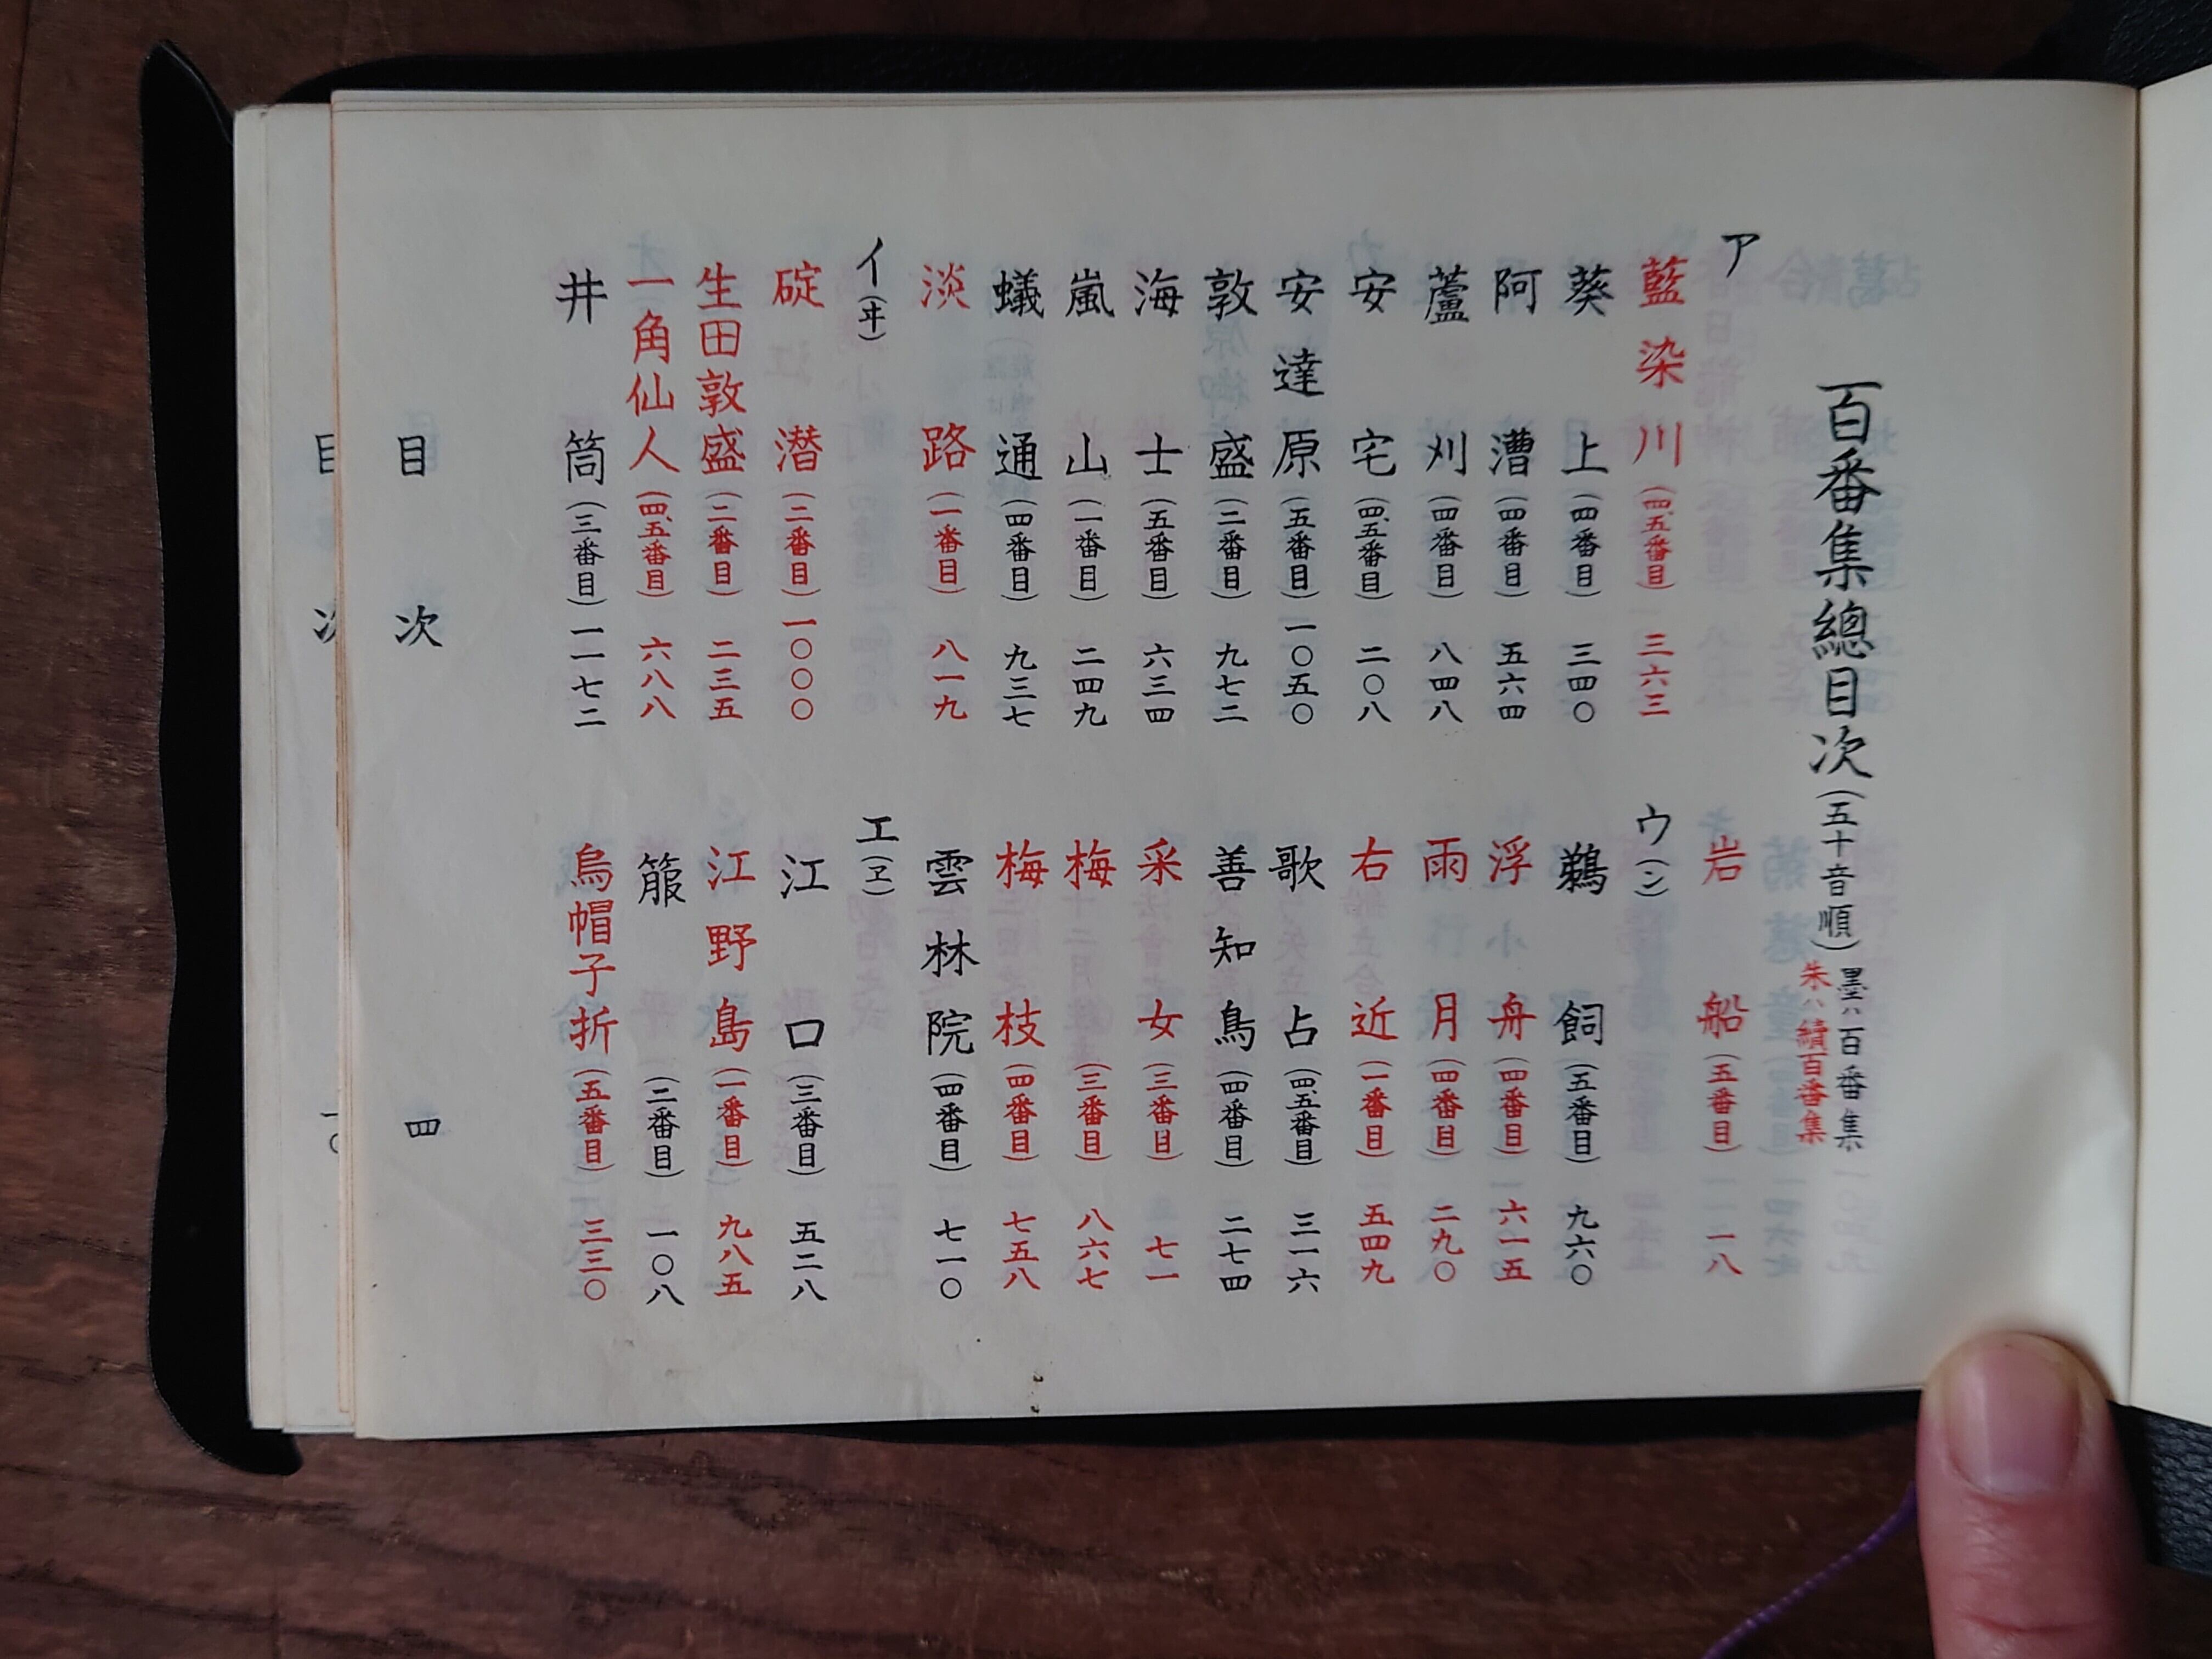 百番集總目次（五十音順）墨ハ百番集
朱ハ續百番集
ア
藍染川（四、五番目）三六三
葵上（四番目）三四〇
阿漕（四番目）五六四
蘆刈（四番目）八四八
安宅（四、五番目）二〇八
安達原（五番目）一〇五〇
敦盛（二番目）九七二
海士（五番目）六三四
嵐山（一番目）二四九
蟻通（四番目）九三七
淡路（一番目）八一九
イ（ヰ）
碇潜（二番目）一〇〇〇
生田敦盛（二番目）二三五
一角仙人（四、五番目）六八八
井筒（三番目）一一七二
岩船（五番目）一一八
ウ（ン）
鵜飼（五番目）九六〇
浮舟（四番目）六一五
雨月（四番目）二九〇
右近（一番目）五四九
歌占（四、五番目）三一六
善知鳥（四番目）二七四
采女（三番目）七一
梅（三番目）八六七
梅枝（四番目）七五八
雲林院（四番目）七一〇
エ（ヱ）
江口（三番目）五二八
江野島（一番目）九八五
箙（二番目）一〇八
烏帽子折（五番目）三三〇
目次 四
目次 一〇